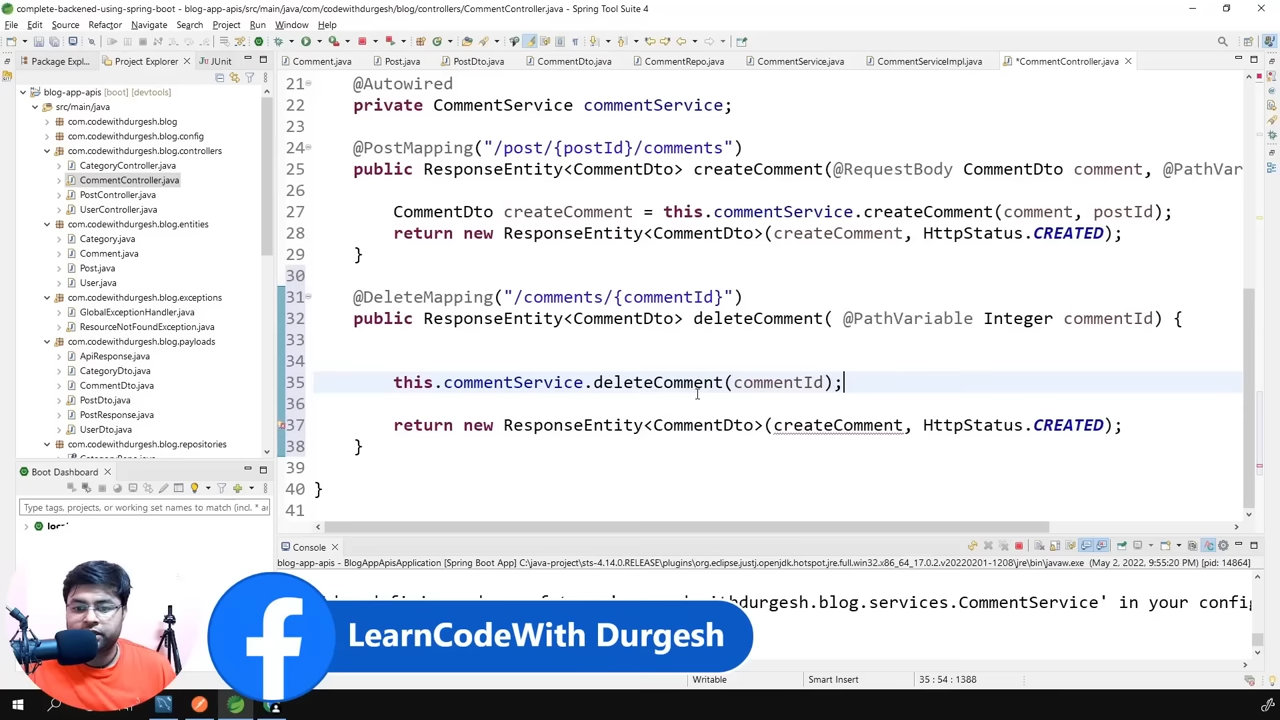 complete-backened-using-spring-boot - blog-app-apis/src/main/java/com/codewithdurgesh/blog/controllers/CommentController.java - Spring Tool Suite 4
File Edit Source Refactor Navigate Search Project Run Window Help
Package Expl... Project Explorer JUnit
Comment.java Post.java PostDto.java CommentDto.java CommentRepo.java CommentService.java CommentServiceImpl.java *CommentController.java
blog-app-apis [boot] [devtools]
src/main/java
com.codewithdurgesh.blog
com.codewithdurgesh.blog.config
com.codewithdurgesh.blog.controllers
CategoryController.java
CommentController.java
PostController.java
UserController.java
com.codewithdurgesh.blog.entities
Category.java
Comment.java
Post.java
User.java
com.codewithdurgesh.blog.exceptions
GlobalExceptionHandler.java
ResourceNotFoundException.java
com.codewithdurgesh.blog.payloads
ApiResponse.java
CategoryDto.java
CommentDto.java
PostDto.java
PostResponse.java
UserDto.java
com.codewithdurgesh.blog.repositories
21 @Autowired
22 private CommentService commentService;
23
24 @PostMapping("/post/{postId}/comments")
25 public ResponseEntity<CommentDto> createComment(@RequestBody CommentDto comment, @PathVar
26
27 CommentDto createComment = this.commentService.createComment(comment, postId);
28 return new ResponseEntity<CommentDto>(createComment, HttpStatus.CREATED);
29 }
30
31 @DeleteMapping("/comments/{commentId}")
32 public ResponseEntity<CommentDto> deleteComment( @PathVariable Integer commentId) {
33
34
35 this.commentService.deleteComment(commentId);
36
37 return new ResponseEntity<CommentDto>(createComment, HttpStatus.CREATED);
38 }
39
40 }
41
Boot Dashboard
Type tags, projects, or working set names to match (incl. * a
Console
blog-app-apis - BlogAppApisApplication [Spring Boot App] C:\java-project\sts-4.14.0.RELEASE\plugins\org.eclipse.justj.openjdk.hotspot.jre.full.win32.x86_64_17.0.2.v20220201-1208\jre\bin\javaw.exe (May 2, 2022, 9:55:20 PM) [pid: 14864]
durgesh.blog.services.CommentService' in your config
LearnCodeWith Durgesh
Writable Smart Insert 35 : 54 : 1388